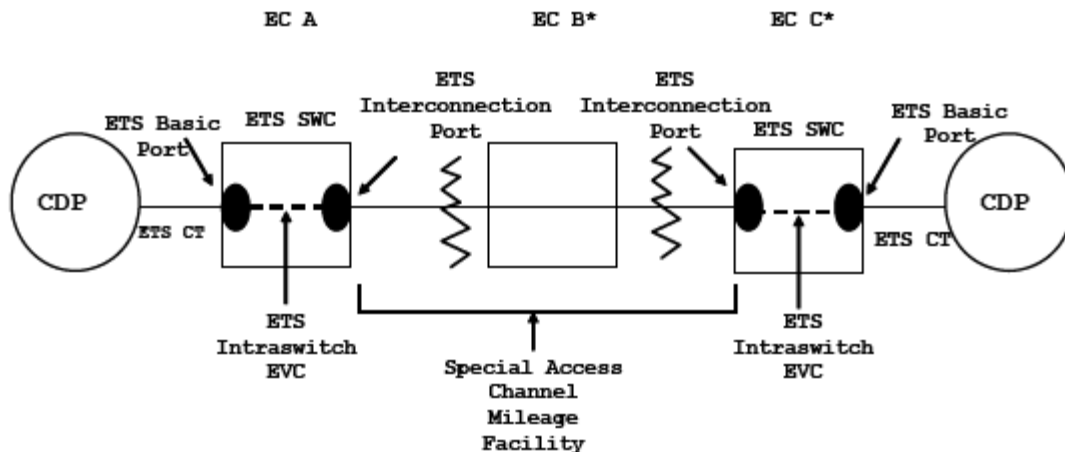 EC A
EC B*
EC C*
ETS
Interconnection
Port
ETS
Interconnection
Port
ETS Basic
Port
ETS SWC
ETS SWC
ETS Basic
Port
CDP
ETS CT
CDP
ETS CT
ETS
Intraswitch
EVC
Special Access
Channel
Mileage
Facility
ETS
Intraswitch
EVC